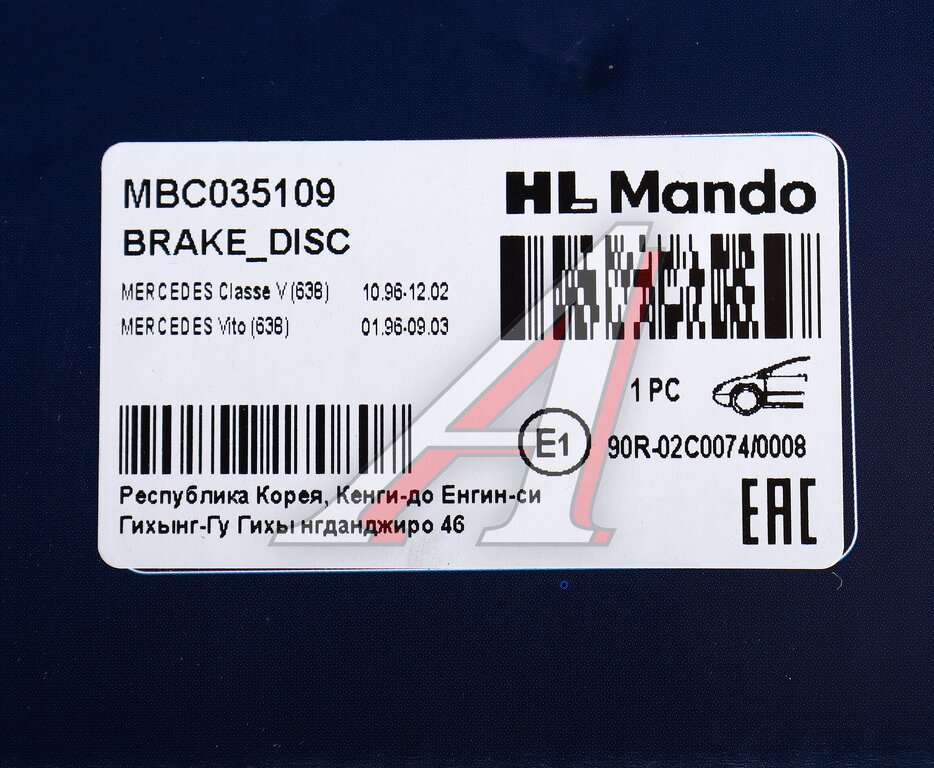 MBC035109
HL Mando
BRAKE_DISC
MERCEDES Classe V (638) 10.96-12.02
MERCEDES Vito (638) 01.96-09.03
1 PC
E1 90R-02C0074/0008
Республика Корея, Кенги-до Енгин-си
Гихынг-Гу Гихы нгданджиро 46
EAC